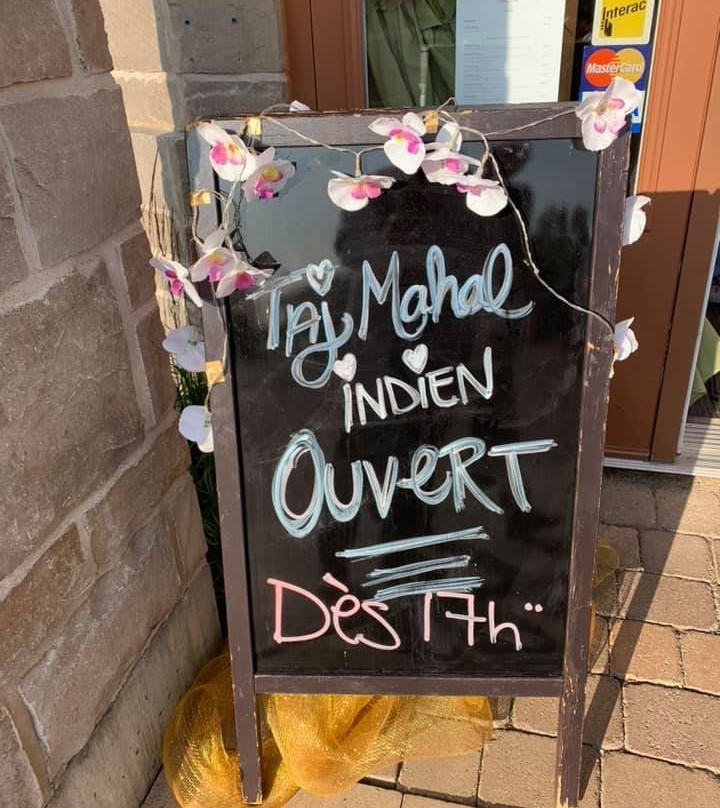 Interac
MasterCard
Taj Mahal
INDIEN
OUVERT
Dès 17h"